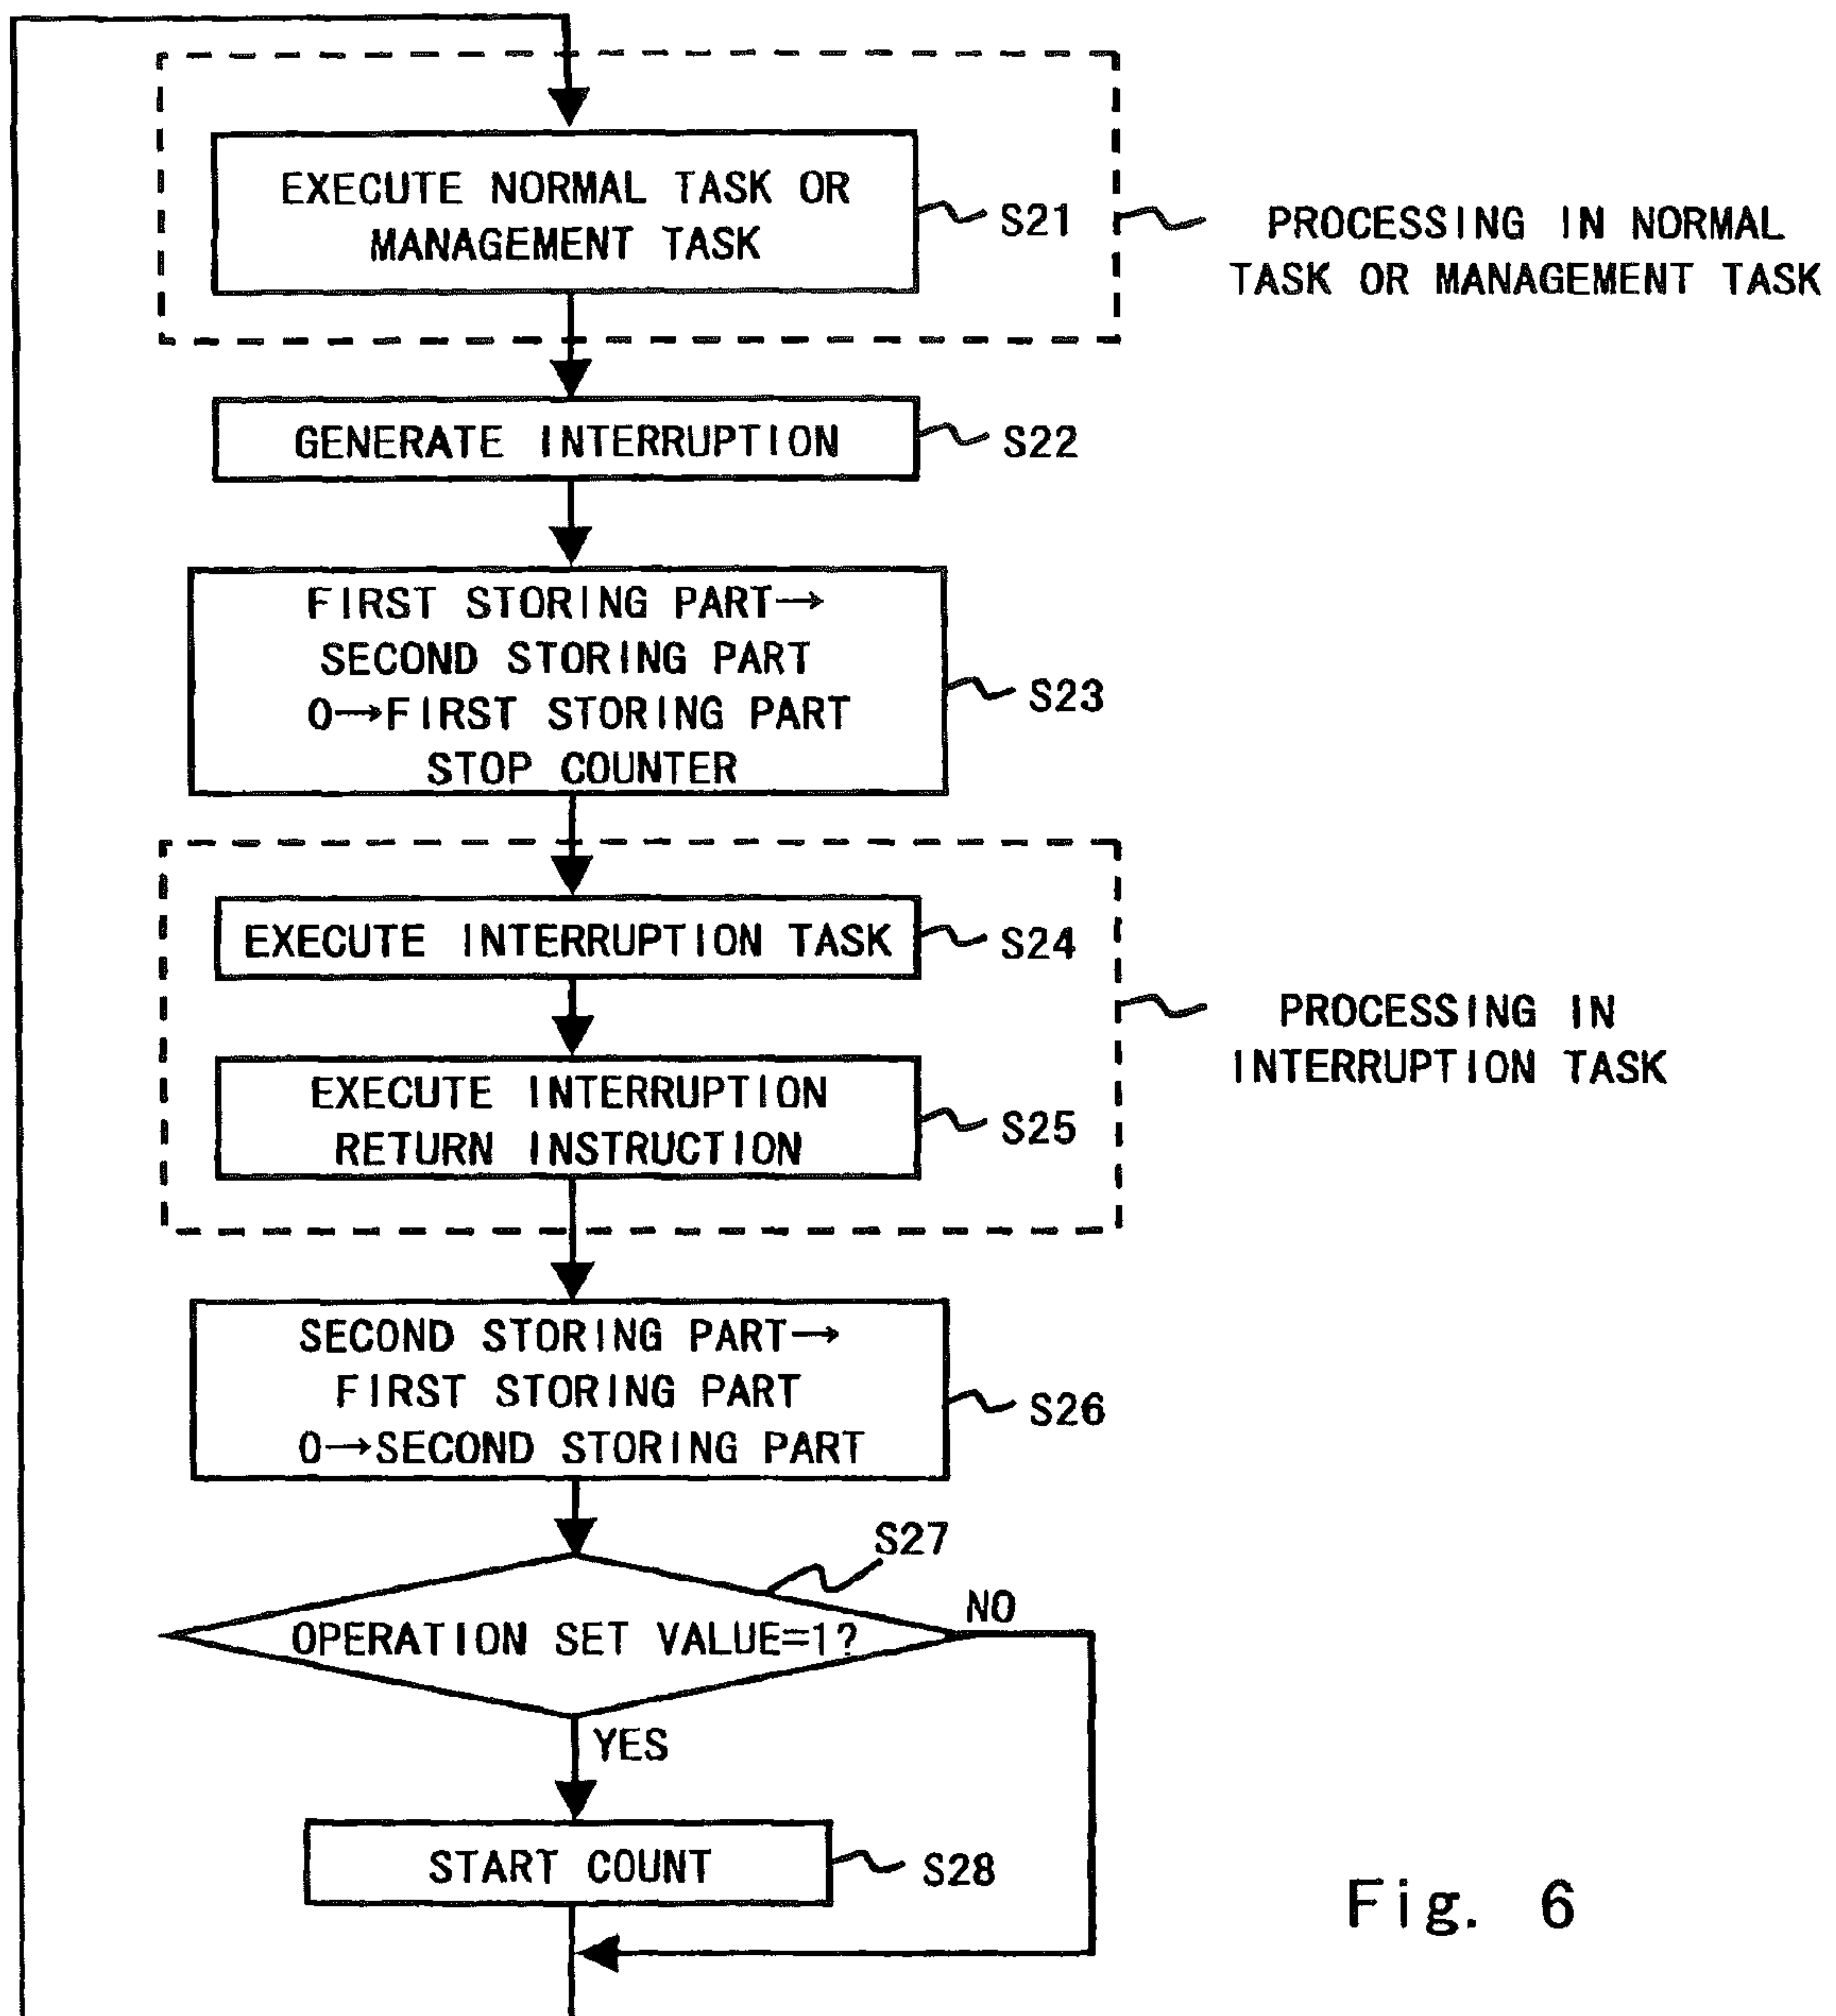 EXECUTE NORMAL TASK OR
MANAGEMENT TASK
S21
PROCESSING IN NORMAL
TASK OR MANAGEMENT TASK
GENERATE INTERRUPTION
S22
FIRST STORING PART→
SECOND STORING PART
0→FIRST STORING PART
STOP COUNTER
S23
EXECUTE INTERRUPTION TASK
S24
EXECUTE INTERRUPTION
RETURN INSTRUCTION
S25
PROCESSING IN
INTERRUPTION TASK
SECOND STORING PART→
FIRST STORING PART
0→SECOND STORING PART
S26
S27
OPERATION SET VALUE=1?
NO
YES
START COUNT
S28
Fig. 6